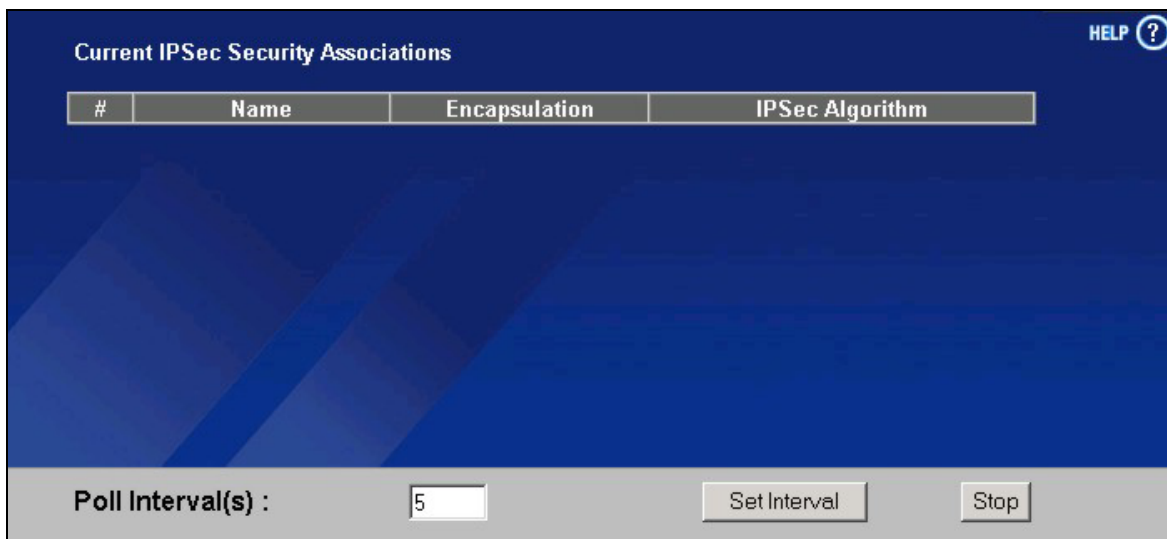 HELP ?
Current IPSec Security Associations
# Name Encapsulation IPSec Algorithm
Poll Interval(s) : 5 Set Interval Stop